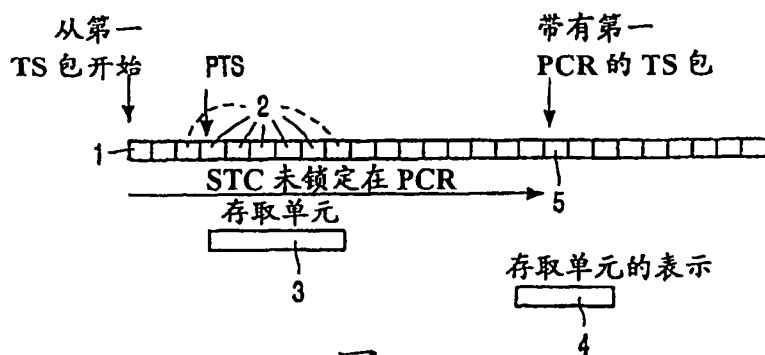 从第一
TS 包开始
PTS
带有第一
PCR 的 TS 包
2
1
STC 未锁定在 PCR
5
存取单元
3
存取单元的表示
4